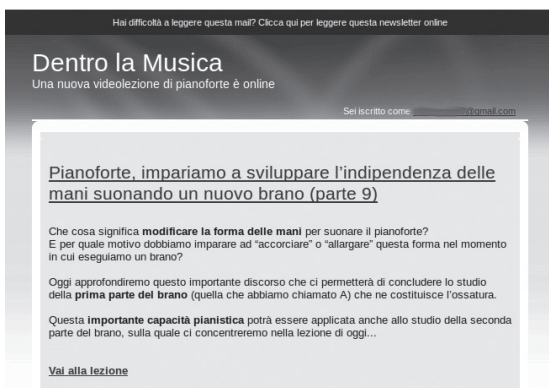 Hai difficoltà a leggere questa mail? Clicca qui per leggere questa newsletter online
Dentro la Musica
Una nuova videolezione di pianoforte è online
Sei iscritto come @gmail.com
Pianoforte, impariamo a sviluppare l'indipendenza delle
mani suonando un nuovo brano (parte 9)
Che cosa significa modificare la forma delle mani per suonare il pianoforte?
E per quale motivo dobbiamo imparare ad “accorciare” o “allargare” questa forma nel momento
in cui eseguiamo un brano?
Oggi approfondiremo questo importante discorso che ci permetterà di concludere lo studio
della prima parte del brano (quella che abbiamo chiamato A) che ne costituisce l'ossatura.
Questa importante capacità pianistica potrà essere applicata anche allo studio della seconda
parte del brano, sulla quale ci concentreremo nella lezione di oggi…
Vai alla lezione